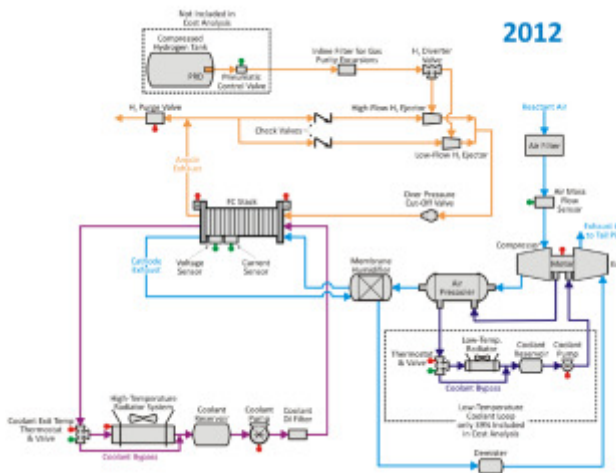 Not Included in
Cost Analysis
2012
Compressed
Hydrogen Tank
PRD
Pneumatic
Control Valve
Inline Filter for Gas
Purity Excursions
H₂ Diverter
Valve
H₂ Purge Valve
High-Flow H₂ Ejector
Check Valves
Low-Flow H₂ Ejector
Reactant Air
Air Filter
Anode
Exhaust
Over Pressure
Cut-Off Valve
Air Mass
Flow
Sensor
FC Stack
Exhaust
to Tail P
Compressor
Motor
Cathode
Exhaust
Voltage
Sensor
Current
Sensor
Membrane
Humidifier
Air
Precooler
Thermostat
& Valve
Low-Temp.
Radiator
Coolant
Reservoir
Coolant
Pump
Coolant Bypass
Low-Temperature
Coolant Loop
only 39% Included
in Cost Analysis
High-Temperature
Radiator System
Coolant
Reservoir
Coolant
Pump
Coolant
DI Filter
Coolant Exit Temp
Thermostat
& Valve
Coolant Bypass
Demister